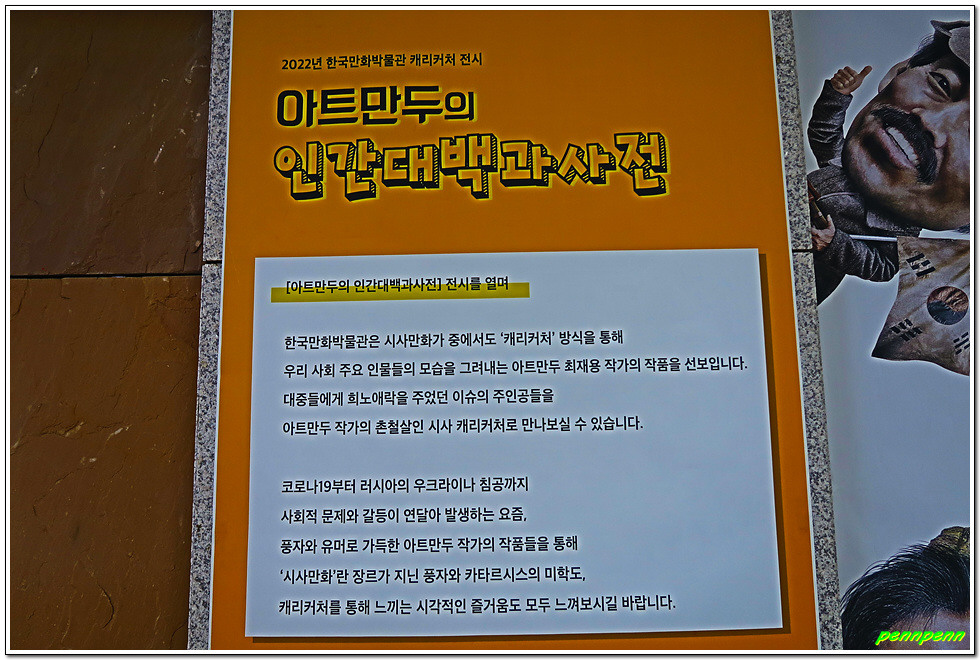 2022년 한국만화박물관 캐리커처 전시
아트만두의
인간대백과사전
[아트만두의 인간대백과사전] 전시를 열며
한국만화박물관은 시사만화가 중에서도 ‘캐리커처’ 방식을 통해
우리 사회 주요 인물들의 모습을 그려내는 아트만두 최재용 작가의 작품을 선보입니다.
대중들에게 희노애락을 주었던 이슈의 주인공들을
아트만두 작가의 촌철살인 시사 캐리커처로 만나보실 수 있습니다.
코로나19부터 러시아의 우크라이나 침공까지
사회적 문제와 갈등이 연달아 발생하는 요즘,
풍자와 유머로 가득한 아트만두 작가의 작품들을 통해
‘시사만화’란 장르가 지닌 풍자와 카타르시스의 미학도,
캐리커처를 통해 느끼는 시각적인 즐거움도 모두 느껴보시길 바랍니다.
pennpenn